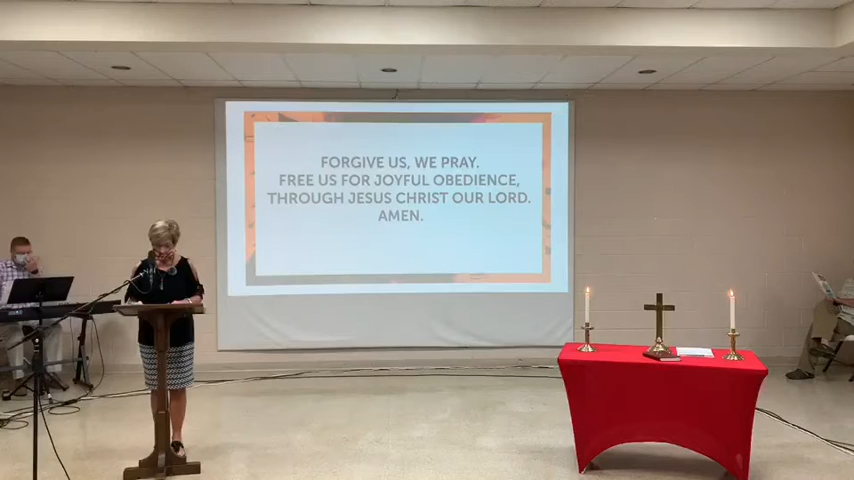 FORGIVE US, WE PRAY.
FREE US FOR JOYFUL OBEDIENCE,
THROUGH JESUS CHRIST OUR LORD.
AMEN.